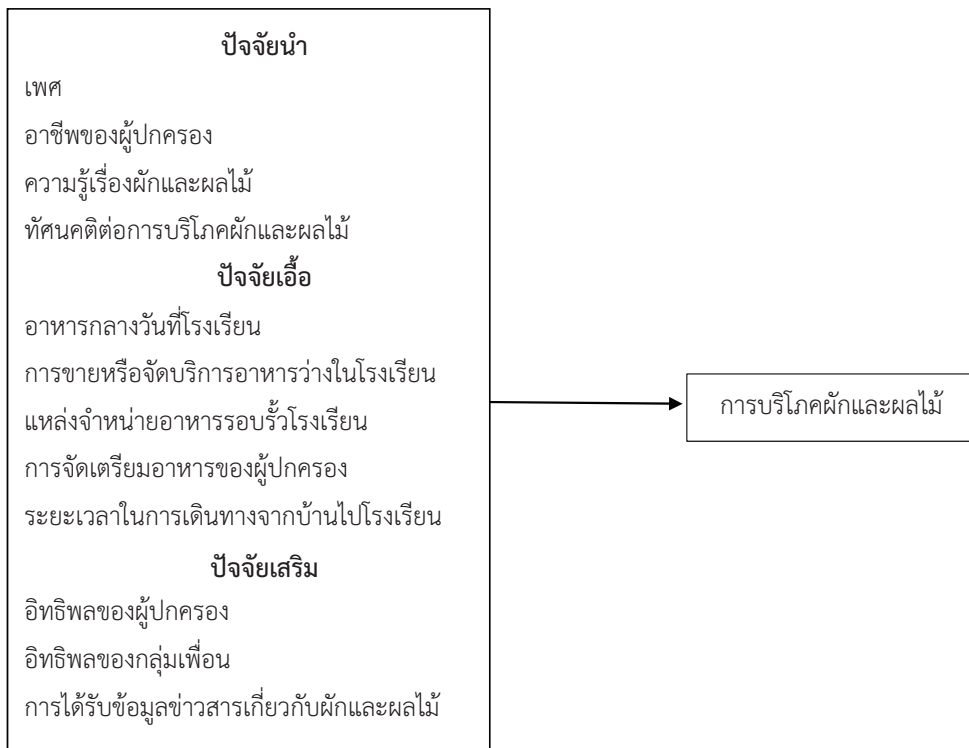 ปัจจัยนำ
เพศ
อาชีพของผู้ปกครอง
ความรู้เรื่องผักและผลไม้
ทัศนคติต่อการบริโภคผักและผลไม้
ปัจจัยเอื้อ
อาหารกลางวันที่โรงเรียน
การขายหรือจัดบริการอาหารว่างในโรงเรียน
แหล่งจำหน่ายอาหารรอบรั้วโรงเรียน
การจัดเตรียมอาหารของผู้ปกครอง
ระยะเวลาในการเดินทางจากบ้านไปโรงเรียน
ปัจจัยเสริม
อิทธิพลของผู้ปกครอง
อิทธิพลของกลุ่มเพื่อน
การได้รับข้อมูลข่าวสารเกี่ยวกับผักและผลไม้
การบริโภคผักและผลไม้